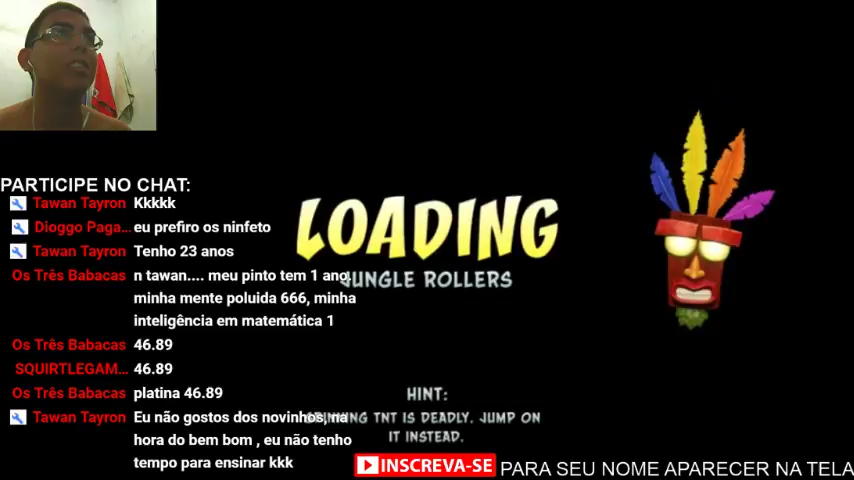 PARTICIPE NO CHAT:
Tawan Tayron Kkkkk
Dioggo Paga... eu prefiro os ninfeto
Tawan Tayron Tenho 23 anos
Os Três Babacas n tawan.... meu pinto tem 1 ano,
minha mente poluida 666, minha
inteligência em matemática 1
Os Três Babacas 46.89
SQUIRTLEGAM... 46.89
Os Três Babacas platina 46.89
Tawan Tayron Eu não gostos dos novinhos, na
hora do bem bom , eu não tenho
tempo para ensinar kkk
LOADING
JUNGLE ROLLERS
HINT:
SPINNING TNT IS DEADLY. JUMP ON
IT INSTEAD.
INSCREVA-SE PARA SEU NOME APARECER NA TELA